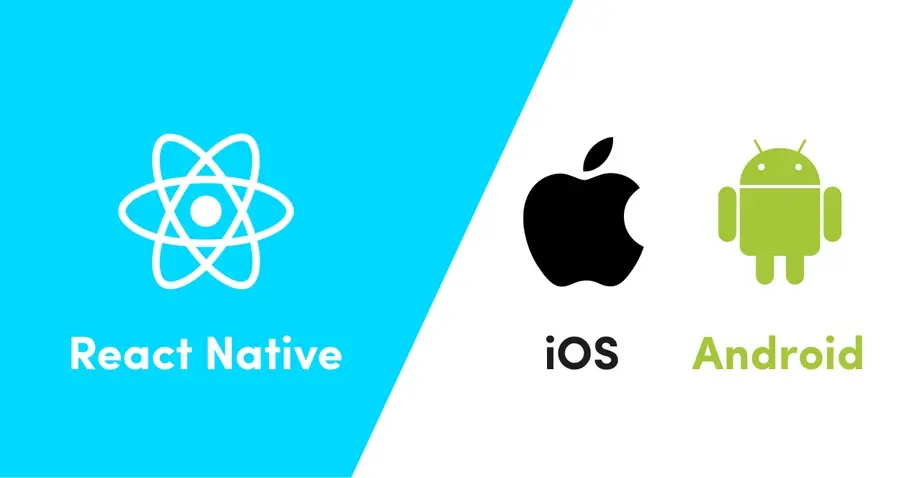 React Native
iOS
Android